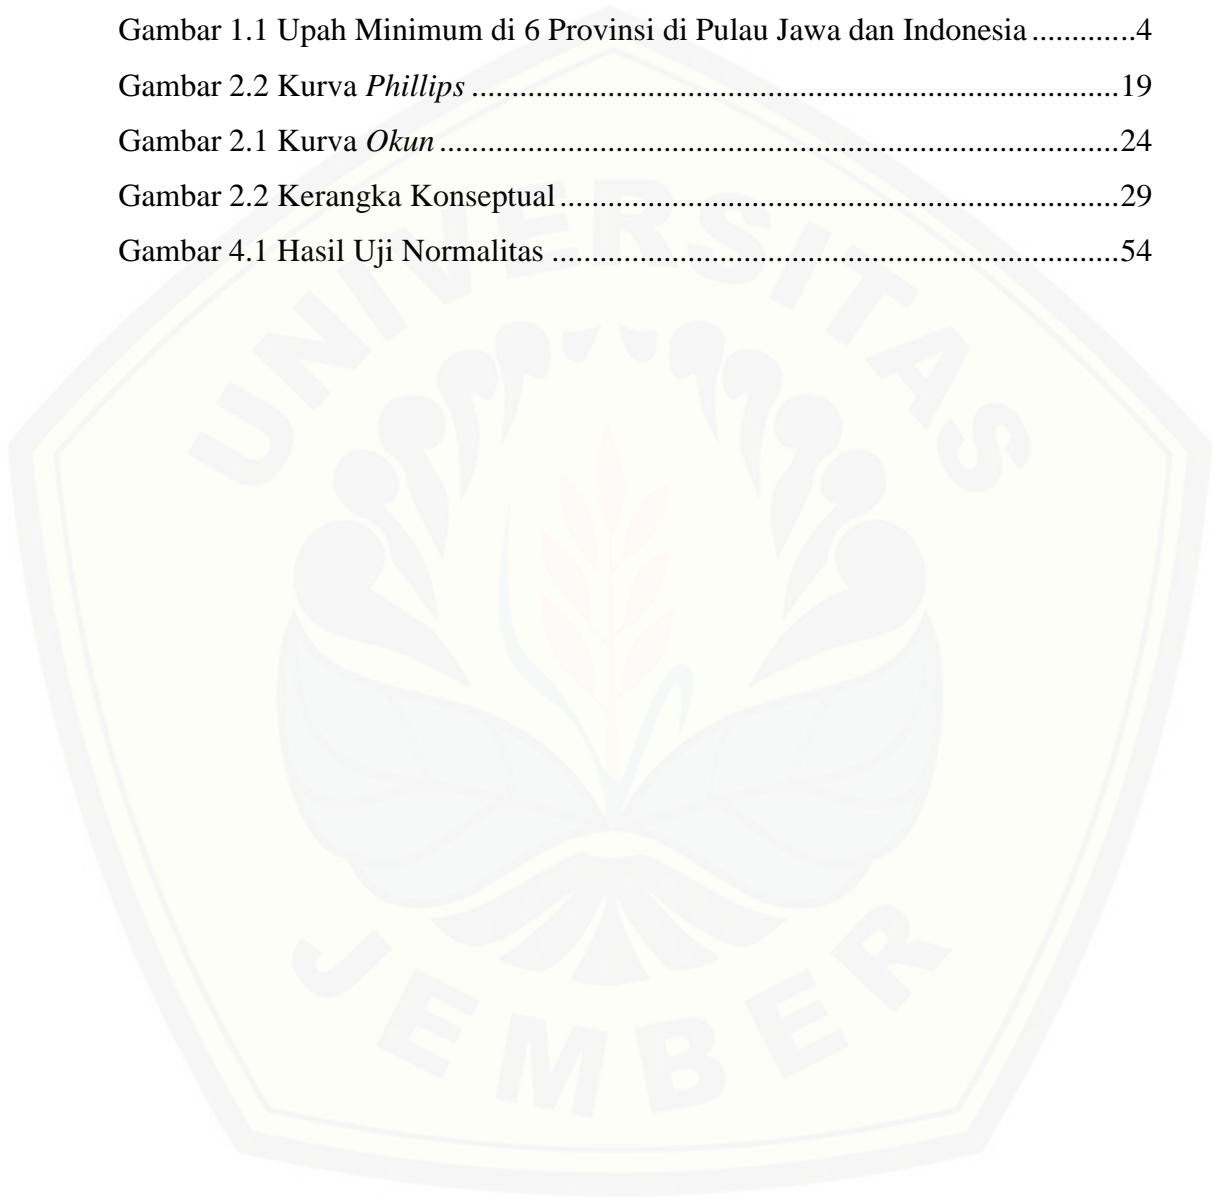 Gambar 1.1 Upah Minimum di 6 Provinsi di Pulau Jawa dan Indonesia .............4
Gambar 2.2 Kurva Phillips ..................................................................................19
Gambar 2.1 Kurva Okun ......................................................................................24
Gambar 2.2 Kerangka Konseptual .......................................................................29
Gambar 4.1 Hasil Uji Normalitas ........................................................................54
UNIVERSITAS
JEMBER